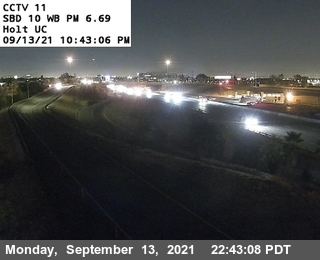 CCTV 11
SBD 10 WB PM 6.69
Holt UC
09/13/21 10:43:06 PM
Monday, September 13, 2021 22:43:08 PDT